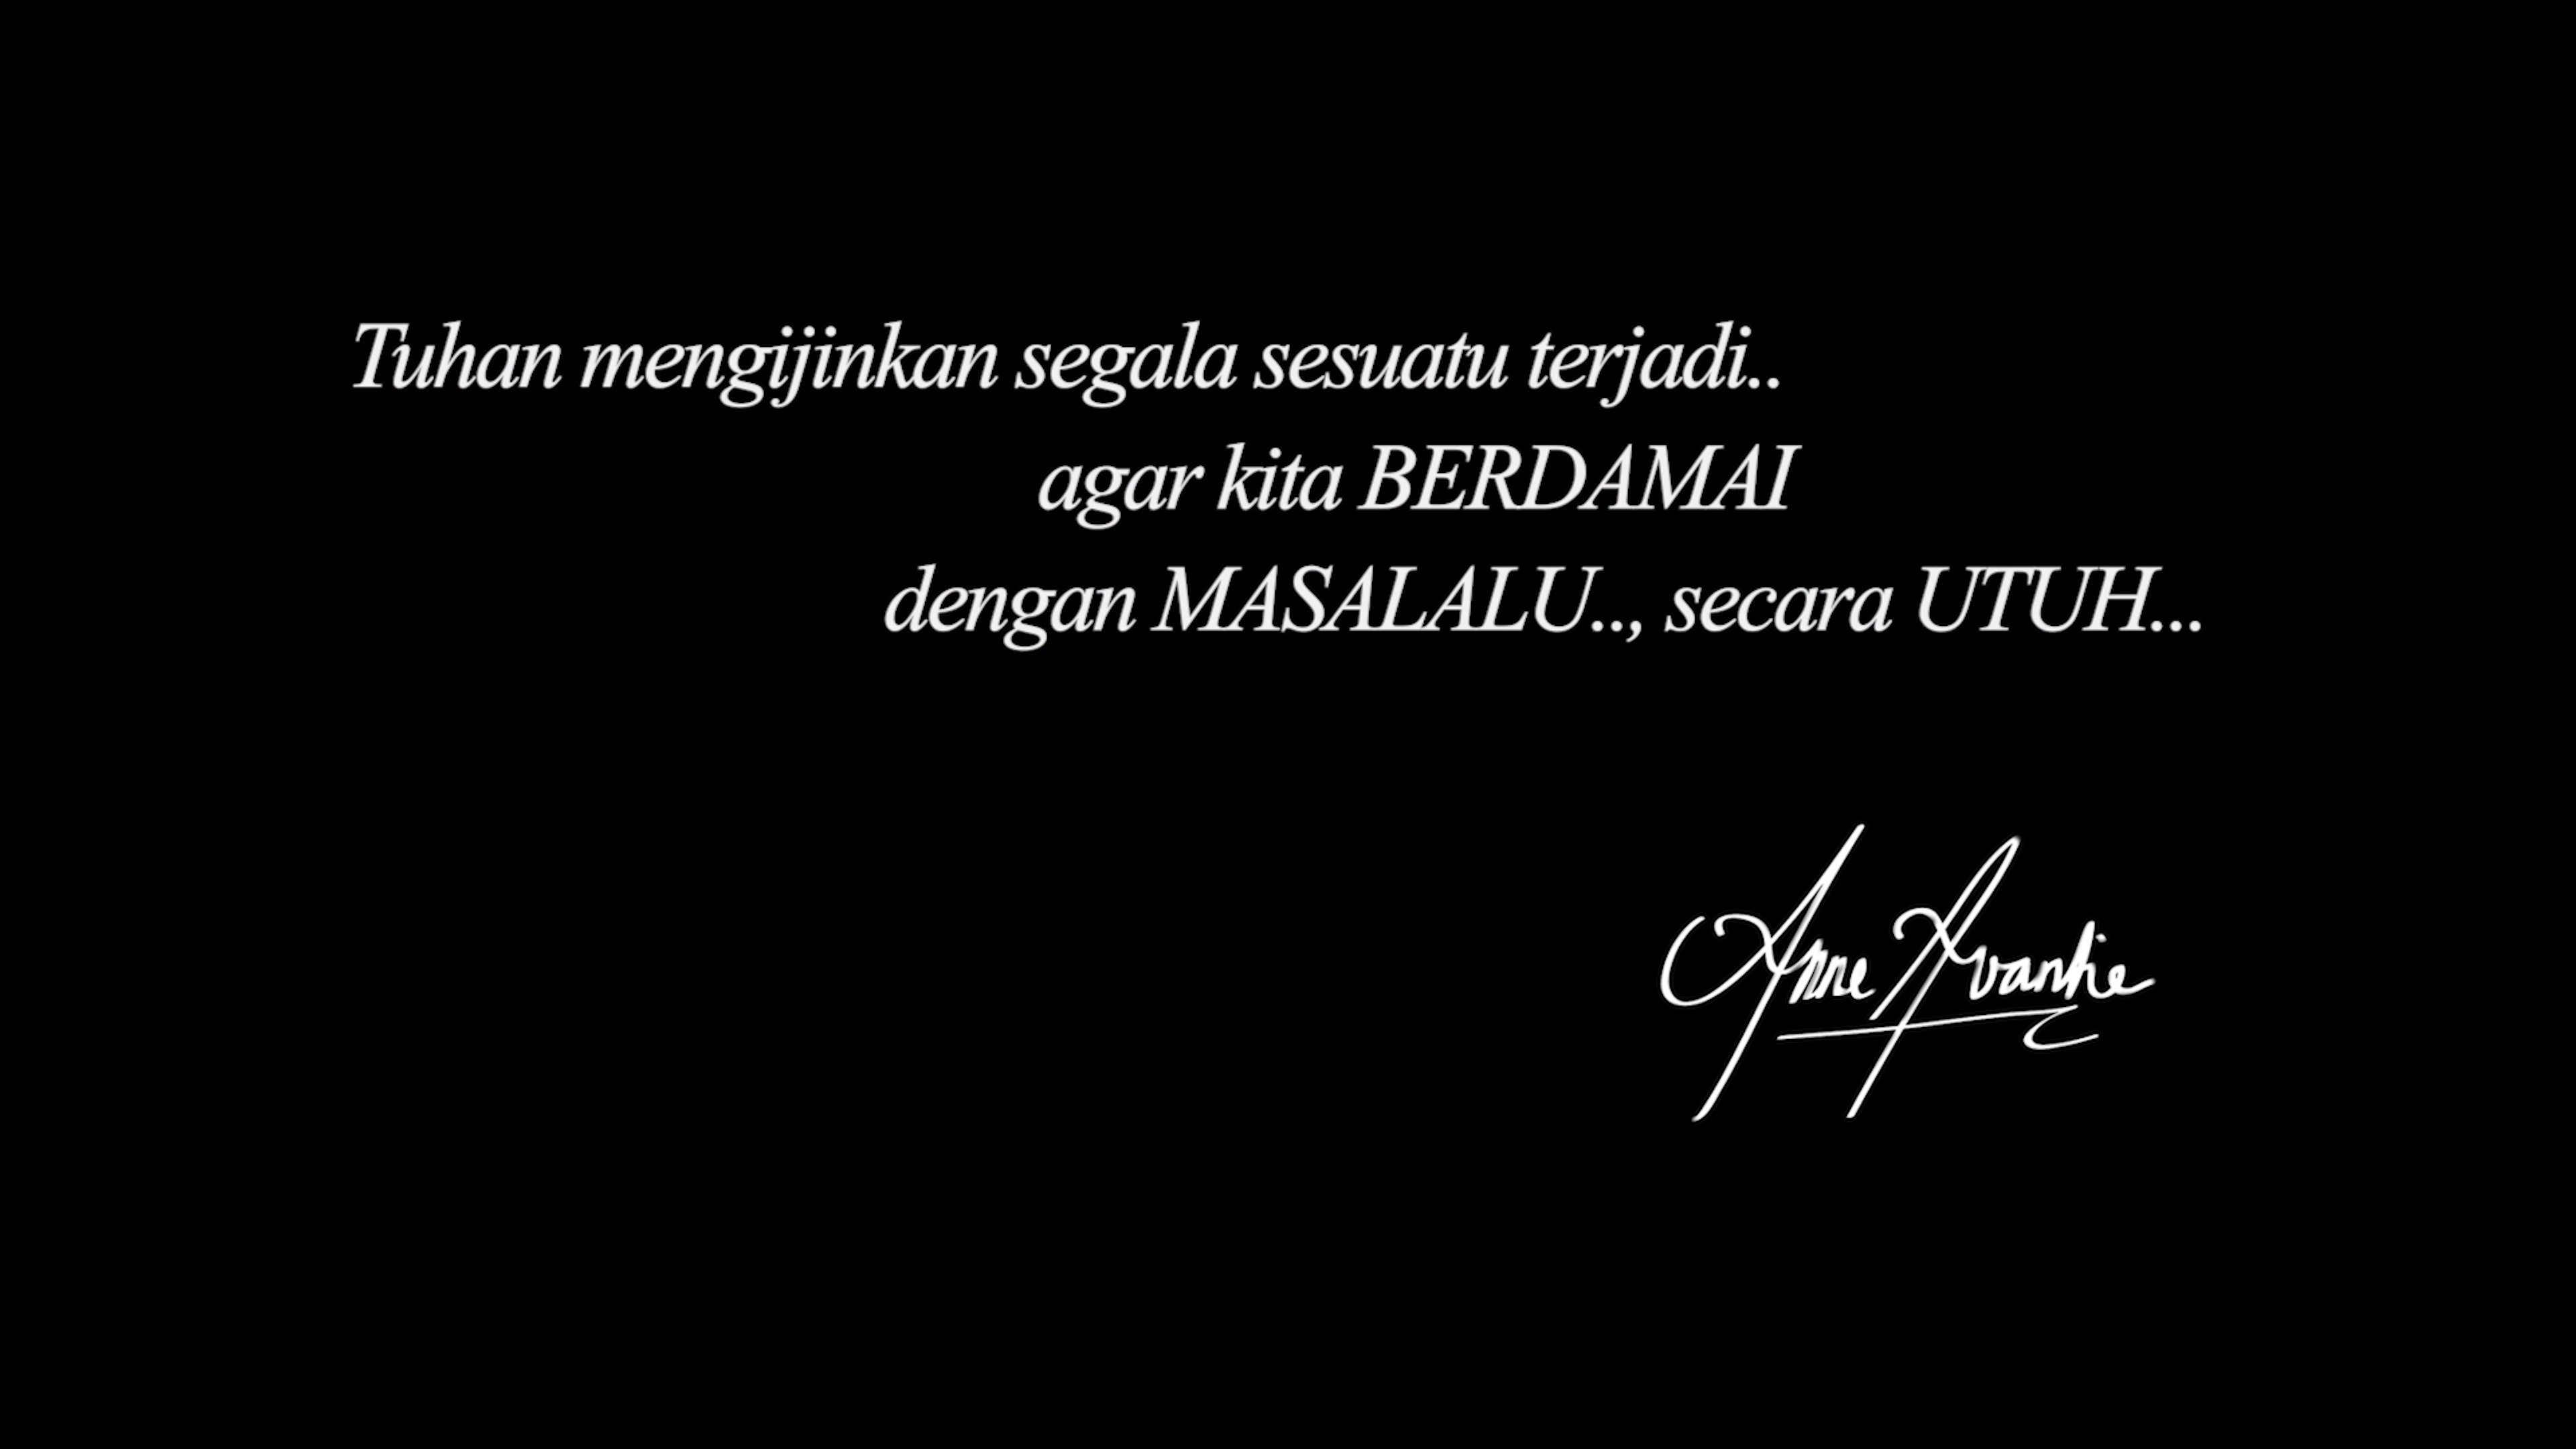 Tuhan mengijinkan segala sesuatu terjadi..
agar kita BERDAMAI
dengan MASALALU.., secara UTUH...
Anne Avantie